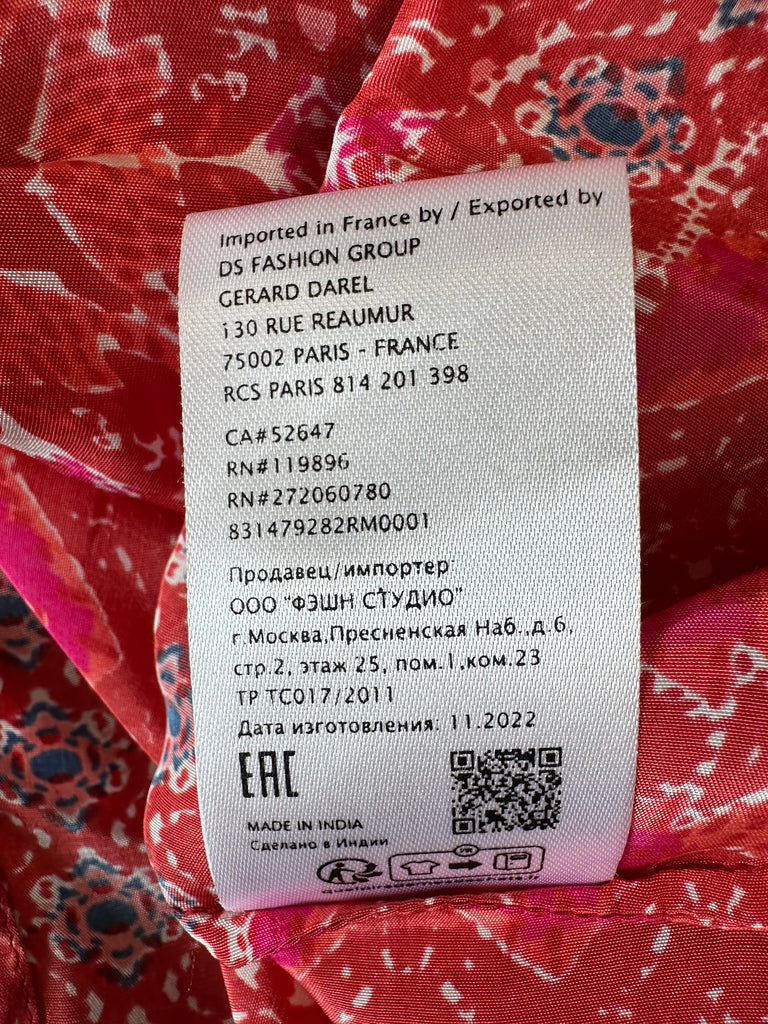 Imported in France by / Exported by
DS FASHION GROUP
GERARD DAREL
130 RUE REAUMUR
75002 PARIS - FRANCE
RCS PARIS 814 201 398
CA#52647
RN#119896
RN#272060780
831479282RM0001
Продавец/импортер:
ООО "ФЭШН СТУДИО"
г.Москва,Пресненская Наб.,д.6,
стр.2, этаж 25, пом.1,ком.23
ТР ТС017/2011
Дата изготовления: 11.2022
EAC
MADE IN INDIA
Сделано в Индии
FR